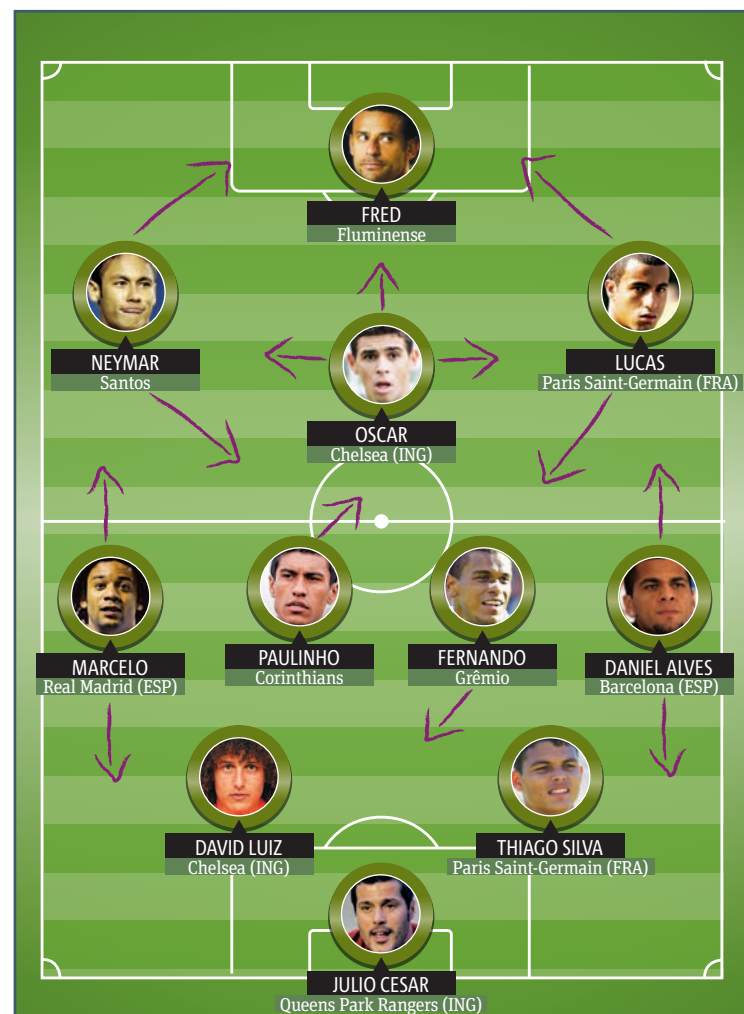 FRED
Fluminense
NEYMAR
Santos
LUCAS
Paris Saint-Germain (FRA)
OSCAR
Chelsea (ING)
MARCELO
Real Madrid (ESP)
PAULINHO
Corinthians
FERNANDO
Grêmio
DANIEL ALVES
Barcelona (ESP)
DAVID LUIZ
Chelsea (ING)
THIAGO SILVA
Paris Saint-Germain (FRA)
JULIO CESAR
Queens Park Rangers (ING)